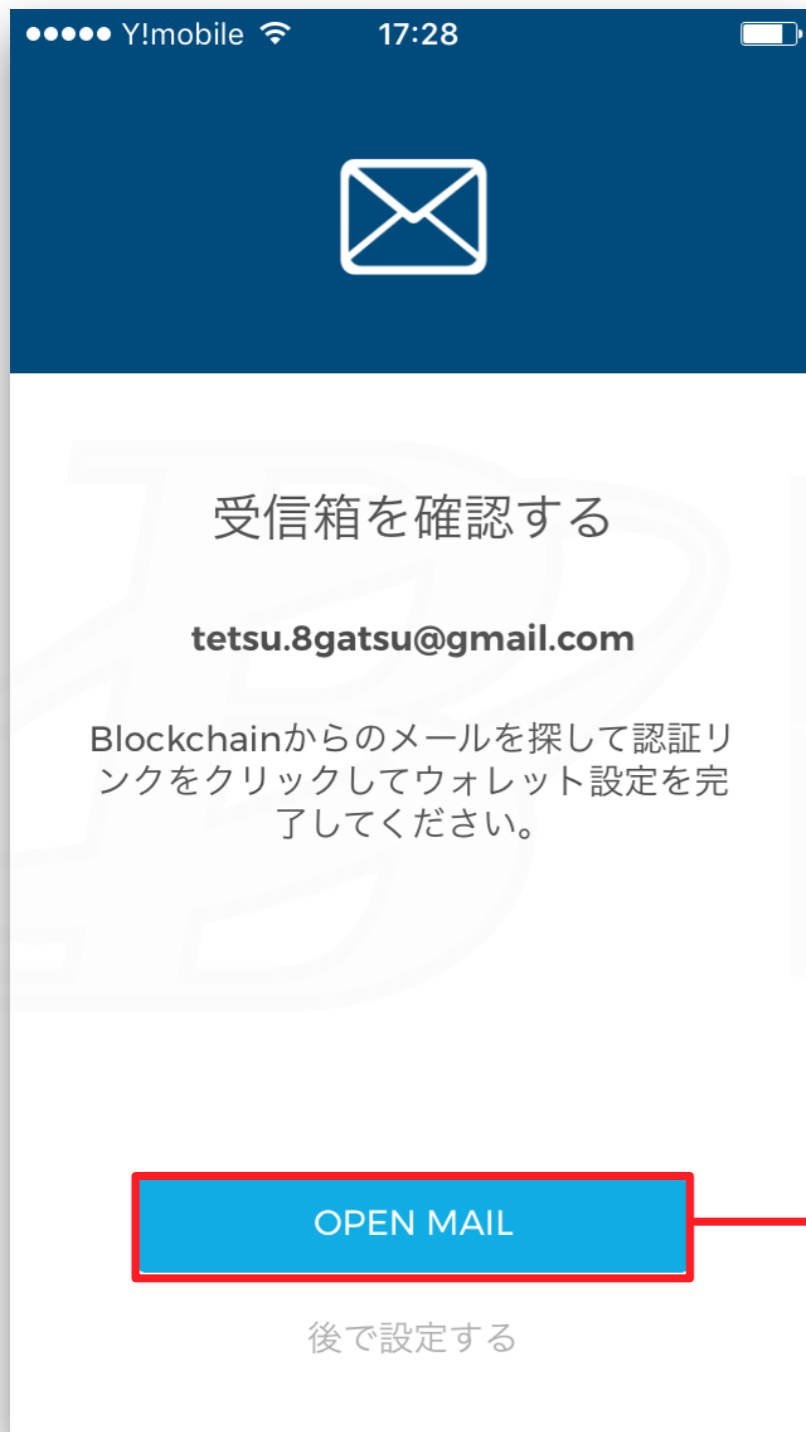 Y!mobile 17:28
受信箱を確認する
tetsu.8gatsu@gmail.com
Blockchainからのメールを探して認証リ
ンクをクリックしてウォレット設定を完
了してください。
OPEN MAIL
後で設定する